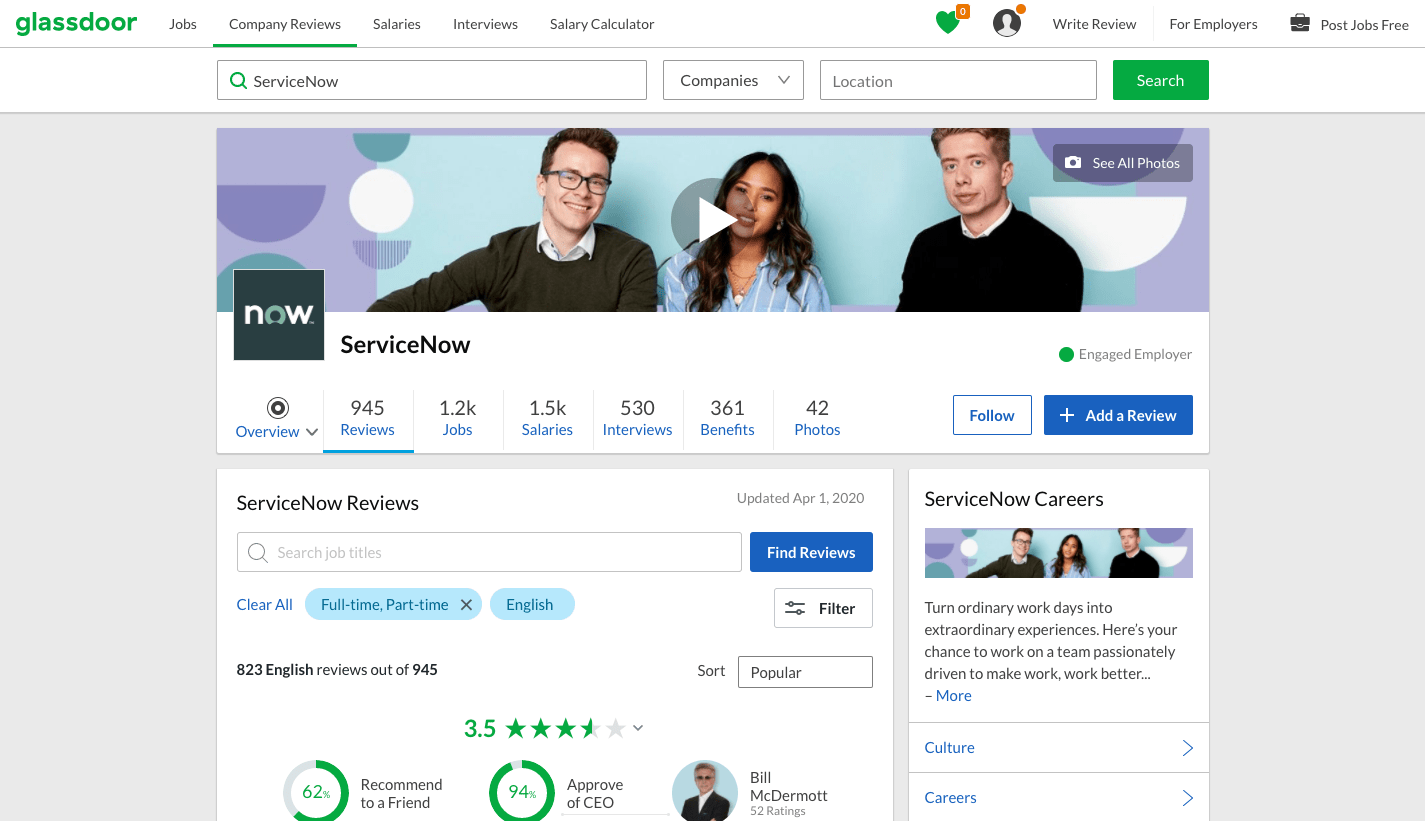 glassdoor
Jobs
Company Reviews
Salaries
Interviews
Salary Calculator
0
Write Review
For Employers
Post Jobs Free
ServiceNow
Companies
Location
Search
See All Photos
now
ServiceNow
Engaged Employer
Overview
945
Reviews
1.2k
Jobs
1.5k
Salaries
530
Interviews
361
Benefits
42
Photos
Follow
Add a Review
ServiceNow Reviews
Updated Apr 1, 2020
Search job titles
Find Reviews
Clear All
Full-time, Part-time
English
Filter
823 English reviews out of 945
Sort
Popular
3.5
62%
Recommend
to a Friend
94%
Approve
of CEO
Bill
McDermott
52 Ratings
ServiceNow Careers
Turn ordinary work days into
extraordinary experiences. Here's your
chance to work on a team passionately
driven to make work, work better...
– More
Culture
Careers